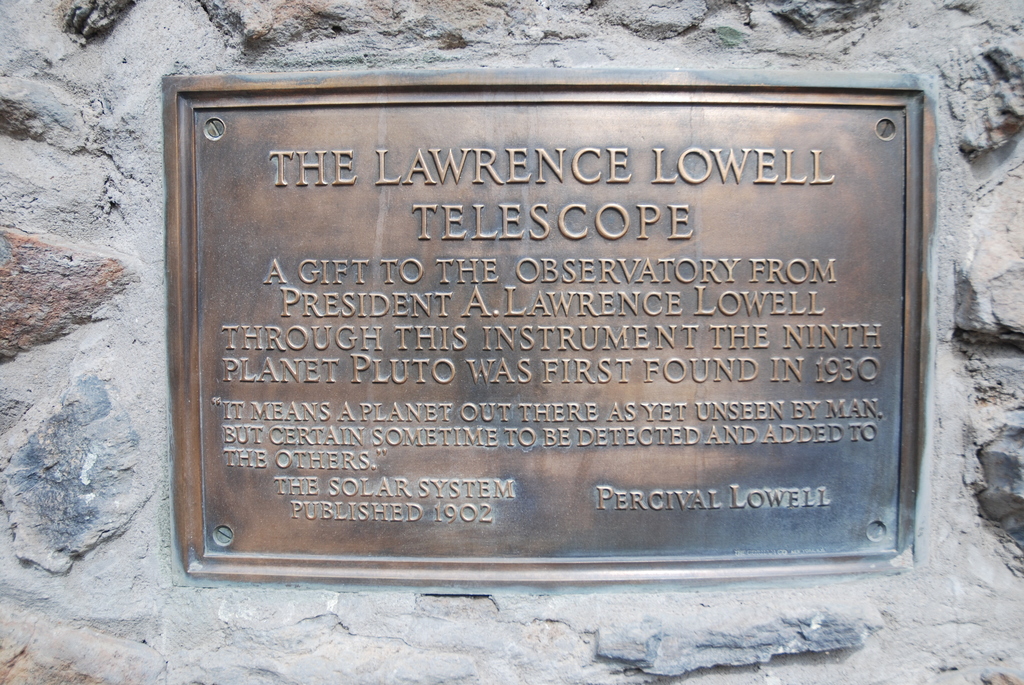 THE LAWRENCE LOWELL
TELESCOPE
A GIFT TO THE OBSERVATORY FROM
PRESIDENT A. LAWRENCE LOWELL
THROUGH THIS INSTRUMENT THE NINTH
PLANET PLUTO WAS FIRST FOUND IN 1930
"IT MEANS A PLANET OUT THERE AS YET UNSEEN BY MAN,
BUT CERTAIN SOMETIME TO BE DETECTED AND ADDED TO
THE OTHERS."
THE SOLAR SYSTEM
PUBLISHED 1902
PERCIVAL LOWELL